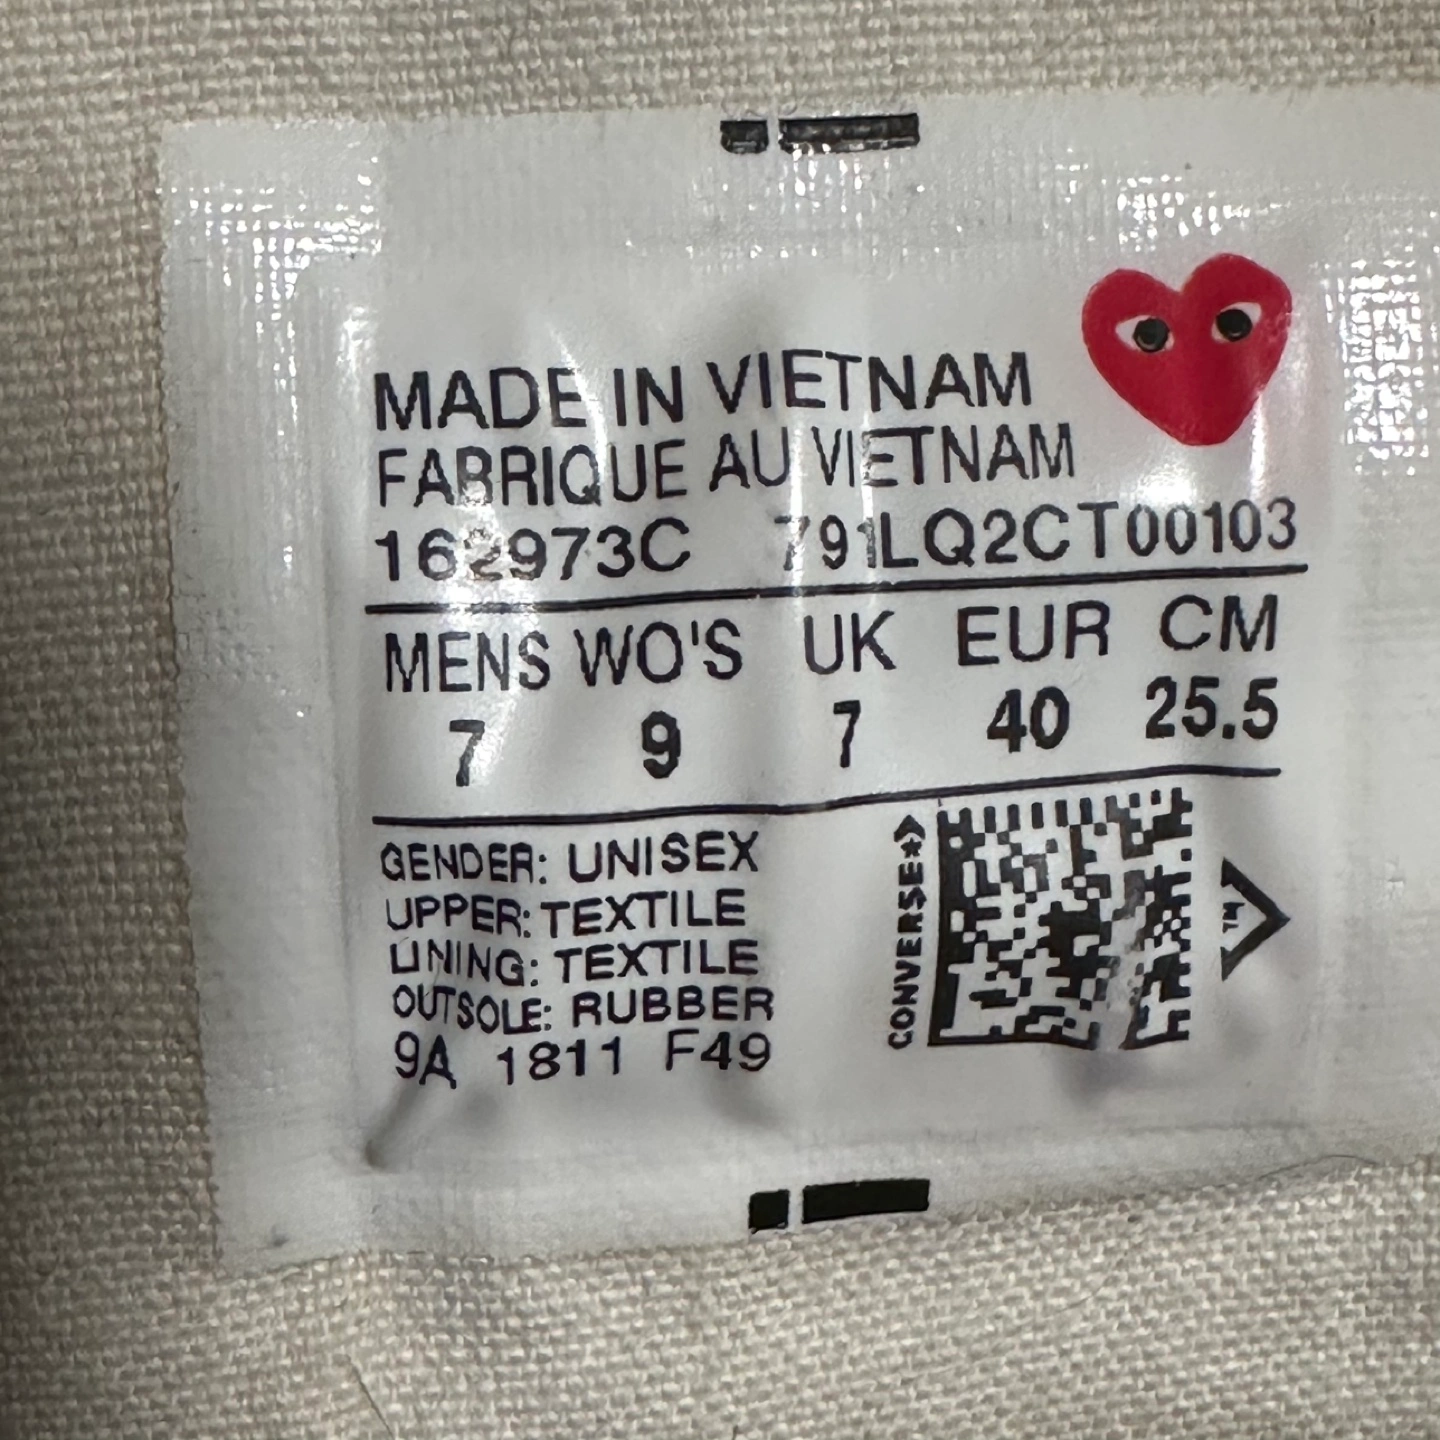 MADE IN VIETNAM
FABRIQUE AU VIETNAM
162973C 791LQ2CT00103
MENS WO'S UK EUR CM
7 9 7 40 25.5
GENDER: UNISEX
UPPER: TEXTILE
LINING: TEXTILE
OUTSOLE: RUBBER
9A 1811 F49
CONVERSE
TM